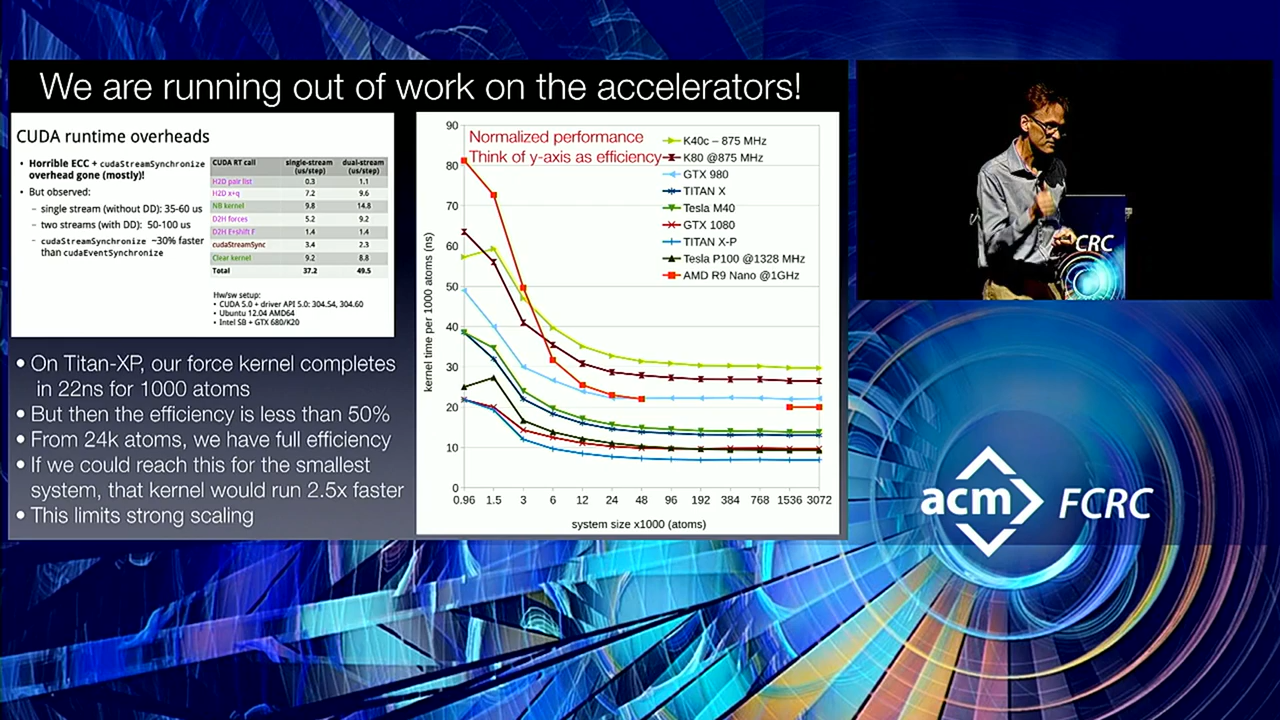 We are running out of work on the accelerators!
CUDA runtime overheads
• Horrible ECC + cudaStreamSynchronize
overhead gone (mostly)!
• But observed:
– single stream (without DD): 35-60 us
– two streams (with DD): 50-100 us
– cudaStreamSynchronize ~30% faster
than cudaEventSynchronize
CUDA RT call single-stream (us/step) dual-stream (us/step)
H2D pair list 0.3 1.1
H2D x+q 7.2 9.6
NB kernel 9.8 14.8
D2H forces 5.2 9.2
D2H E+shift F 1.4 1.4
cudaStreamSync 3.4 2.3
Clear kernel 9.2 8.8
Total 37.2 49.5
Hw/sw setup:
• CUDA 5.0 + driver API 5.0: 304.54, 304.60
• Ubuntu 12.04 AMD64
• Intel SB + GTX 680/K20
• On Titan-XP, our force kernel completes
in 22ns for 1000 atoms
• But then the efficiency is less than 50%
• From 24k atoms, we have full efficiency
• If we could reach this for the smallest
system, that kernel would run 2.5x faster
• This limits strong scaling
Normalized performance
Think of y-axis as efficiency
K40c – 875 MHz
K80 @875 MHz
GTX 980
TITAN X
Tesla M40
GTX 1080
TITAN X-P
Tesla P100 @1328 MHz
AMD R9 Nano @1GHz
kernel time per 1000 atoms (ns)
90
80
70
60
50
40
30
20
10
0
0.96 1.5 3 6 12 24 48 96 192 384 768 1536 3072
system size x1000 (atoms)
CRC
acm FCRC